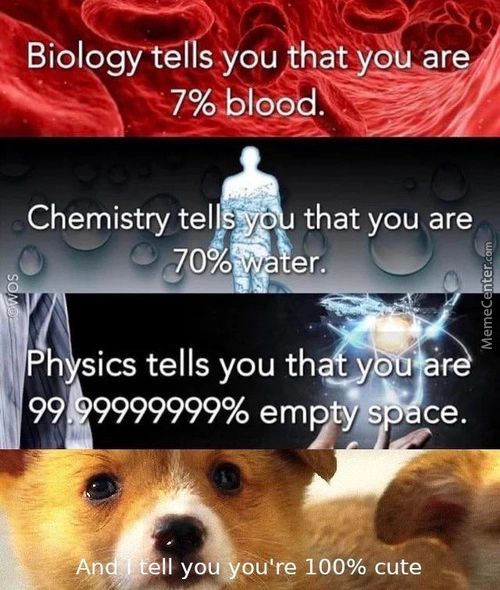 Biology tells you that you are
7% blood.
Chemistry tells you that you are
70% water.
©WOS
MemeCenter.com
Physics tells you that you are
99.99999999% empty space.
And I tell you you're 100% cute